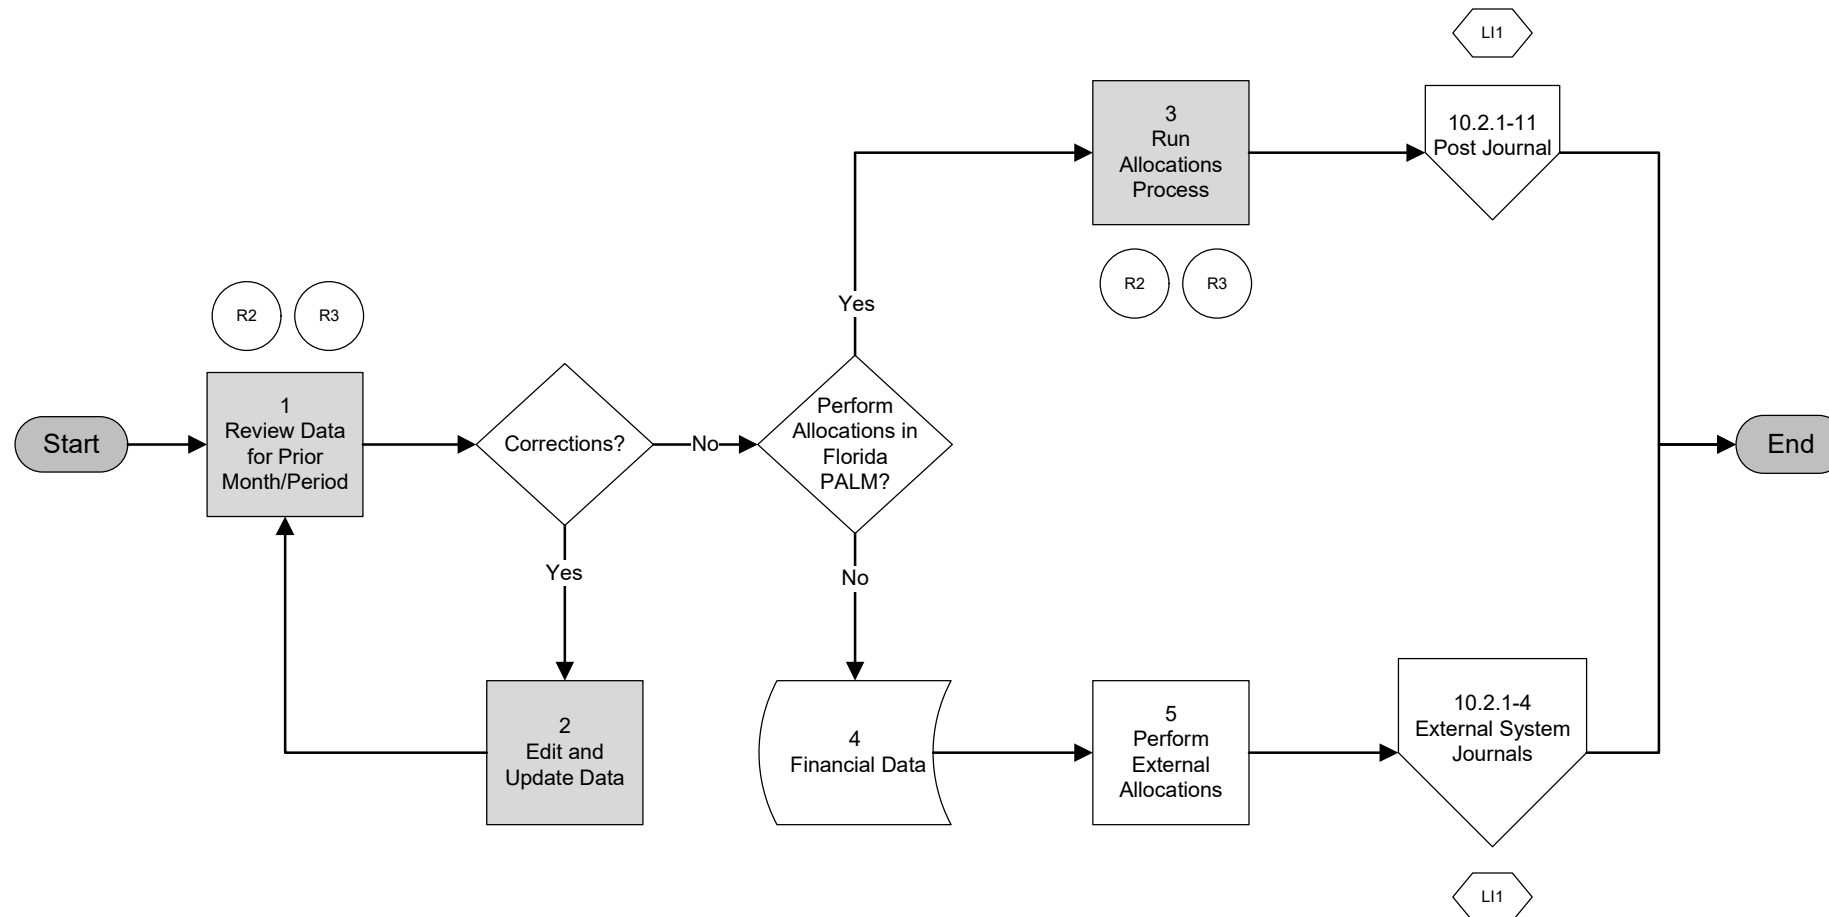 LI1
3
Run
Allocations
Process
10.2.1-11
Post Journal
R2
R3
Yes
R2
R3
Start
1
Review Data
for Prior
Month/Period
Corrections?
No
Perform
Allocations in
Florida
PALM?
End
Yes
No
2
Edit and
Update Data
4
Financial Data
5
Perform
External
Allocations
10.2.1-4
External System
Journals
LI1